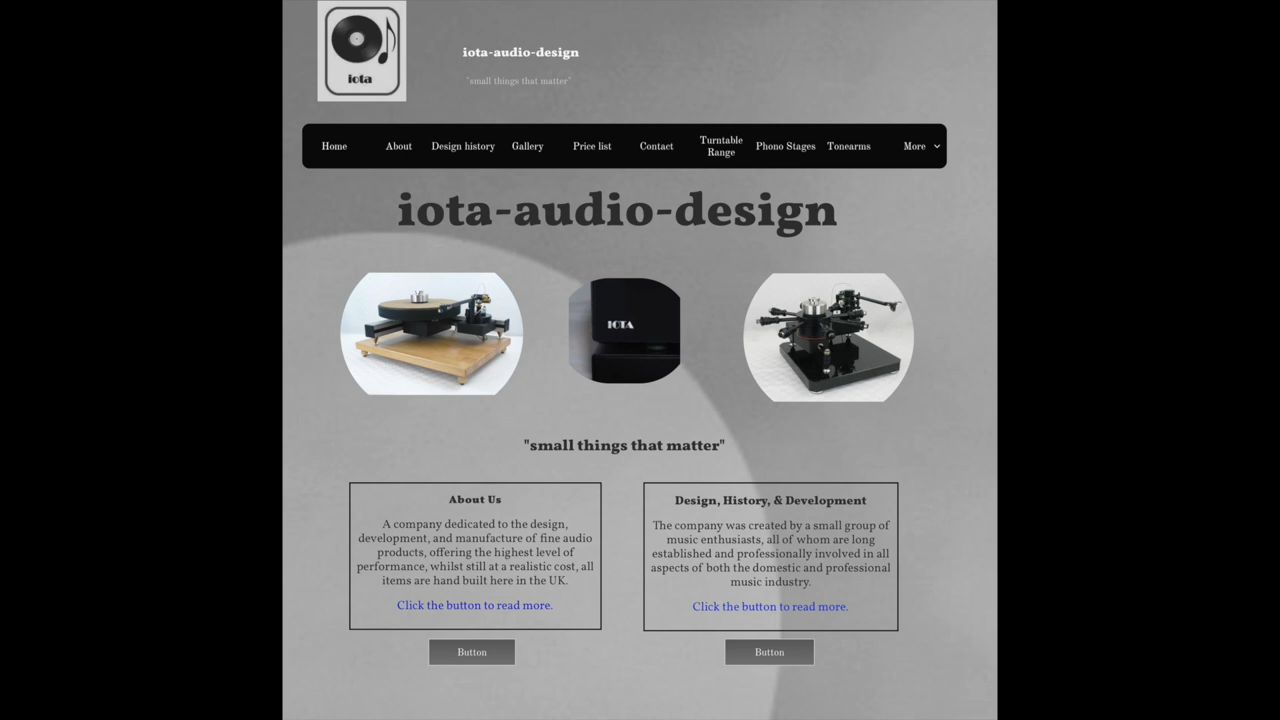 iota
iota-audio-design
"small things that matter"
Home About Design history Gallery Price list Contact Turntable Range Phono Stages Tonearms More
iota-audio-design
IOTA
"small things that matter"
About Us
A company dedicated to the design,
development, and manufacture of fine audio
products, offering the highest level of
performance, whilst still at a realistic cost, all
items are hand built here in the UK.
Click the button to read more.
Button
Design, History, & Development
The company was created by a small group of
music enthusiasts, all of whom are long
established and professionally involved in all
aspects of both the domestic and professional
music industry.
Click the button to read more.
Button